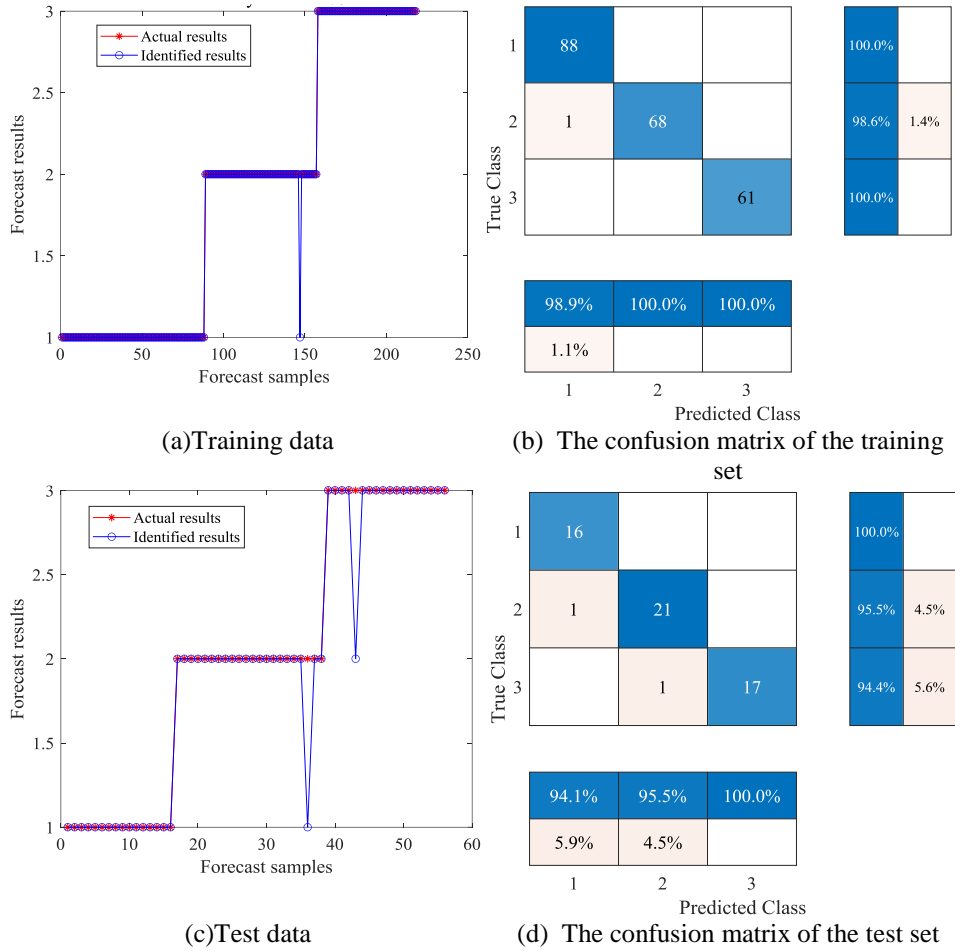 Actual results
Identified results
3
2.5
2
1.5
1
0 50 100 150 200 250
Forecast results
Forecast samples
(a)Training data
1 88
2 1 68
3 61
True Class
100.0%
98.6% 1.4%
100.0%
98.9% 100.0% 100.0%
1.1%
1 2 3
Predicted Class
(b) The confusion matrix of the training
set
Actual results
Identified results
3
2.5
2
1.5
1
0 10 20 30 40 50 60
Forecast results
Forecast samples
(c)Test data
1 16
2 1 21
3 1 17
True Class
100.0%
95.5% 4.5%
94.4% 5.6%
94.1% 95.5% 100.0%
5.9% 4.5%
1 2 3
Predicted Class
(d) The confusion matrix of the test set